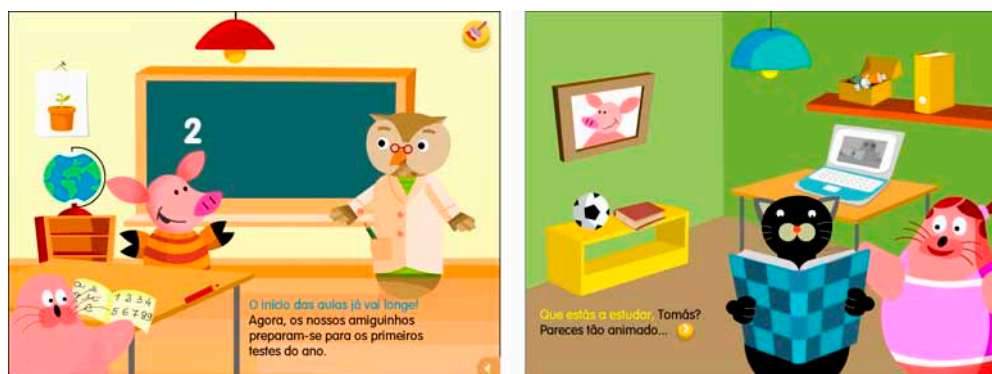 2
1 2 3 4
5 6 7 8 9
O início das aulas já vai longe!
Agora, os nossos amiguinhos
preparam-se para os primeiros
testes do ano.
Que estás a estudar, Tomás?
Pareces tão animado... ?